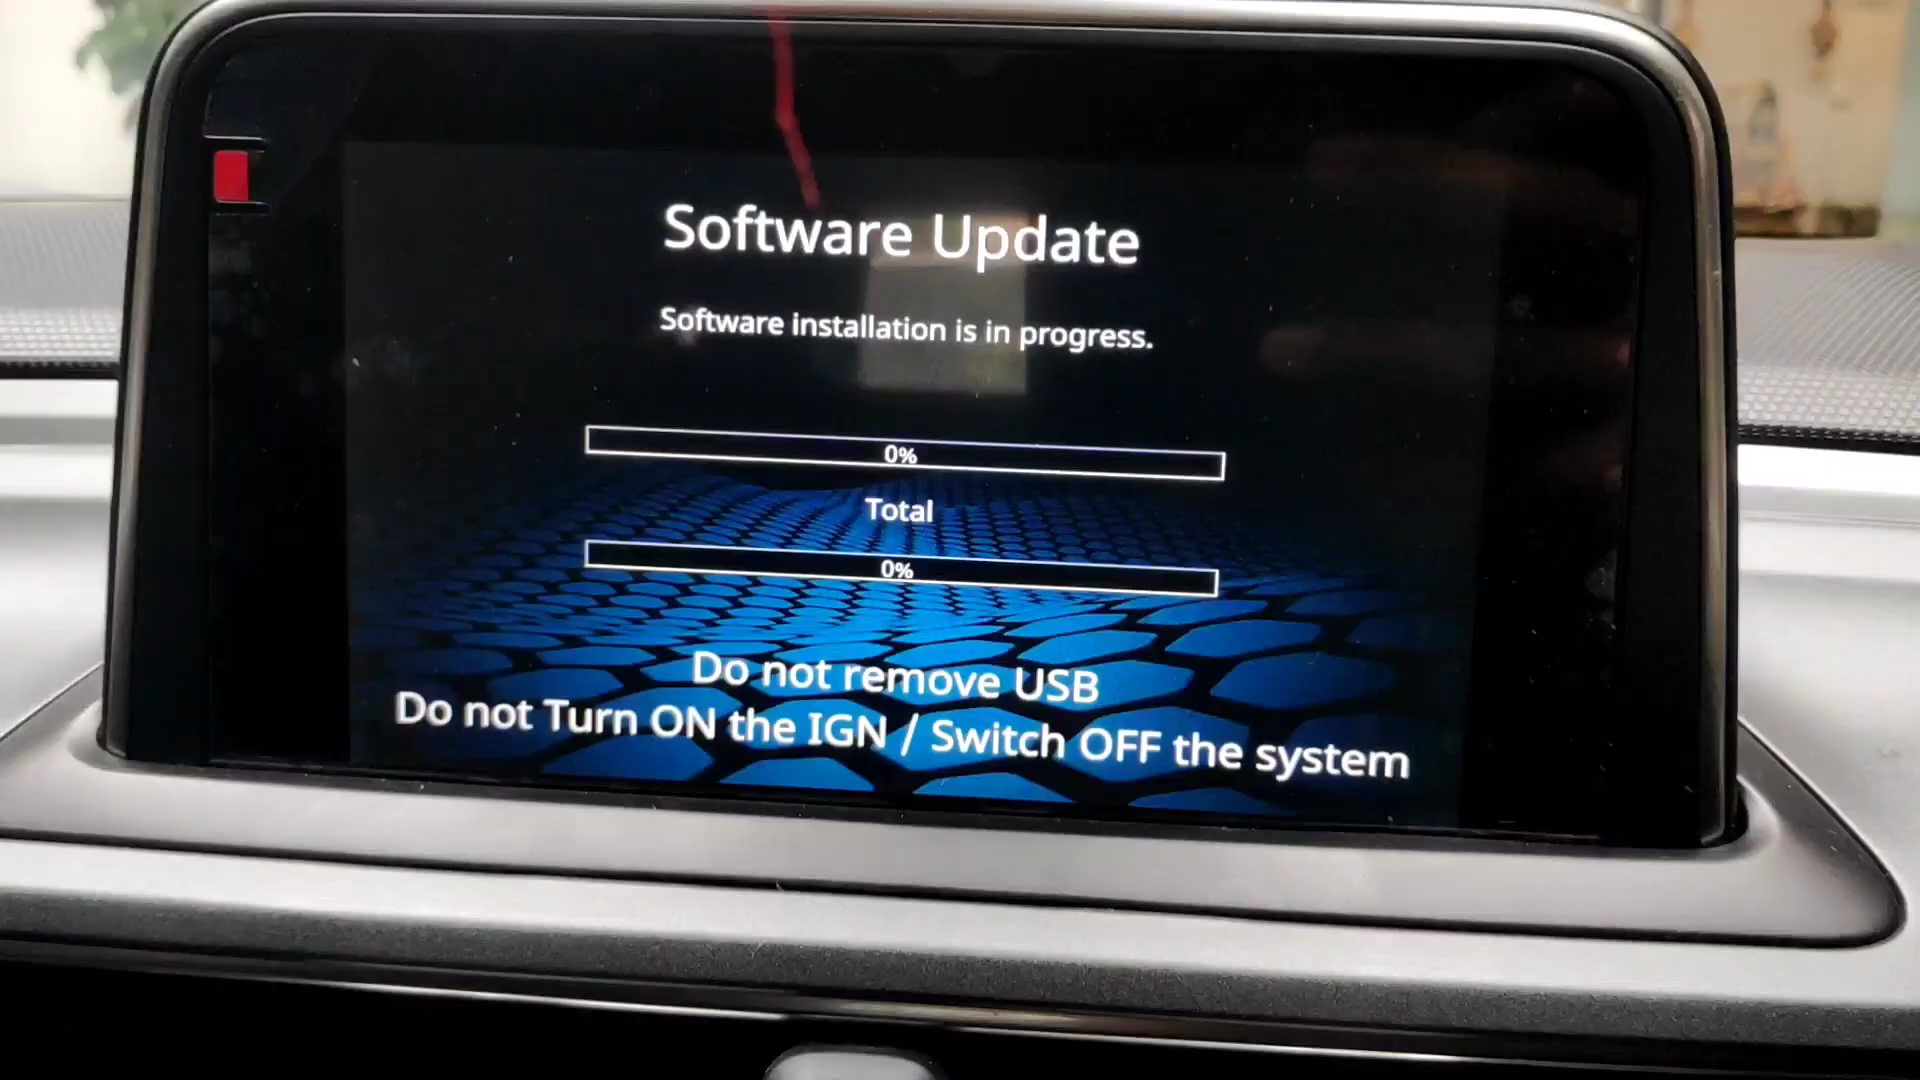 Software Update
Software installation is in progress.
0%
Total
0%
Do not remove USB
Do not Turn ON the IGN / Switch OFF the system